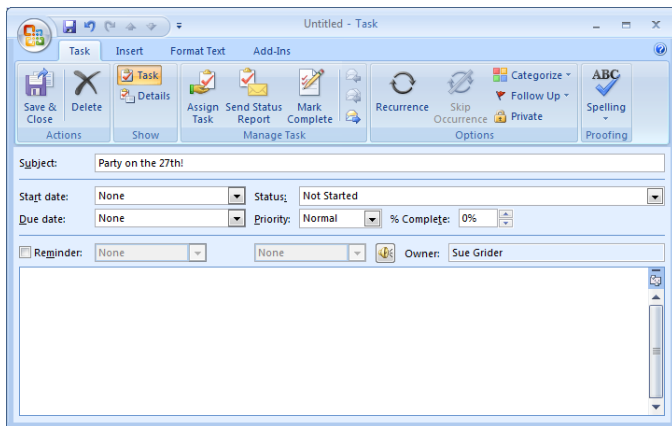 Untitled - Task
Task Insert Format Text Add-Ins
Save & Close
Delete
Actions
Task
Details
Show
Assign Task
Send Status Report
Mark Complete
Manage Task
Recurrence
Skip Occurrence
Categorize
Follow Up
Private
Options
ABC
Spelling
Proofing
Subject: Party on the 27th!
Start date: None Status: Not Started
Due date: None Priority: Normal % Complete: 0%
Reminder: None None Owner: Sue Grider